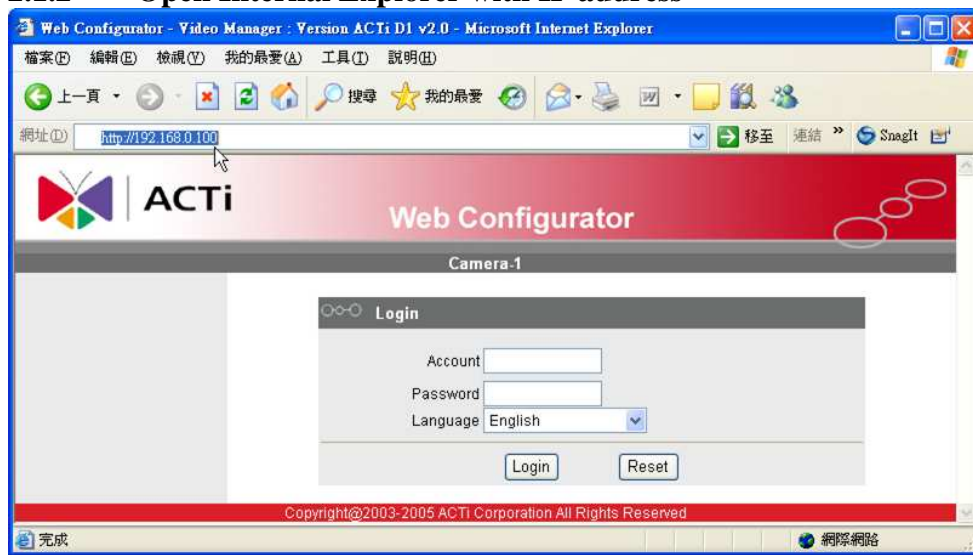 Open Internal Explorer with IP address
Web Configurator - Video Manager : Version ACTi D1 v2.0 - Microsoft Internet Explorer
檔案(F) 編輯(E) 檢視(V) 我的最愛(A) 工具(T) 說明(H)
上一頁 搜尋 我的最愛
網址(D) http://192.168.0.100 移至 連結 » SnagIt
ACTi
Web Configurator
Camera-1
Login
Account
Password
Language English
Login Reset
Copyright@2003-2005 ACTi Corporation All Rights Reserved
完成 網際網路